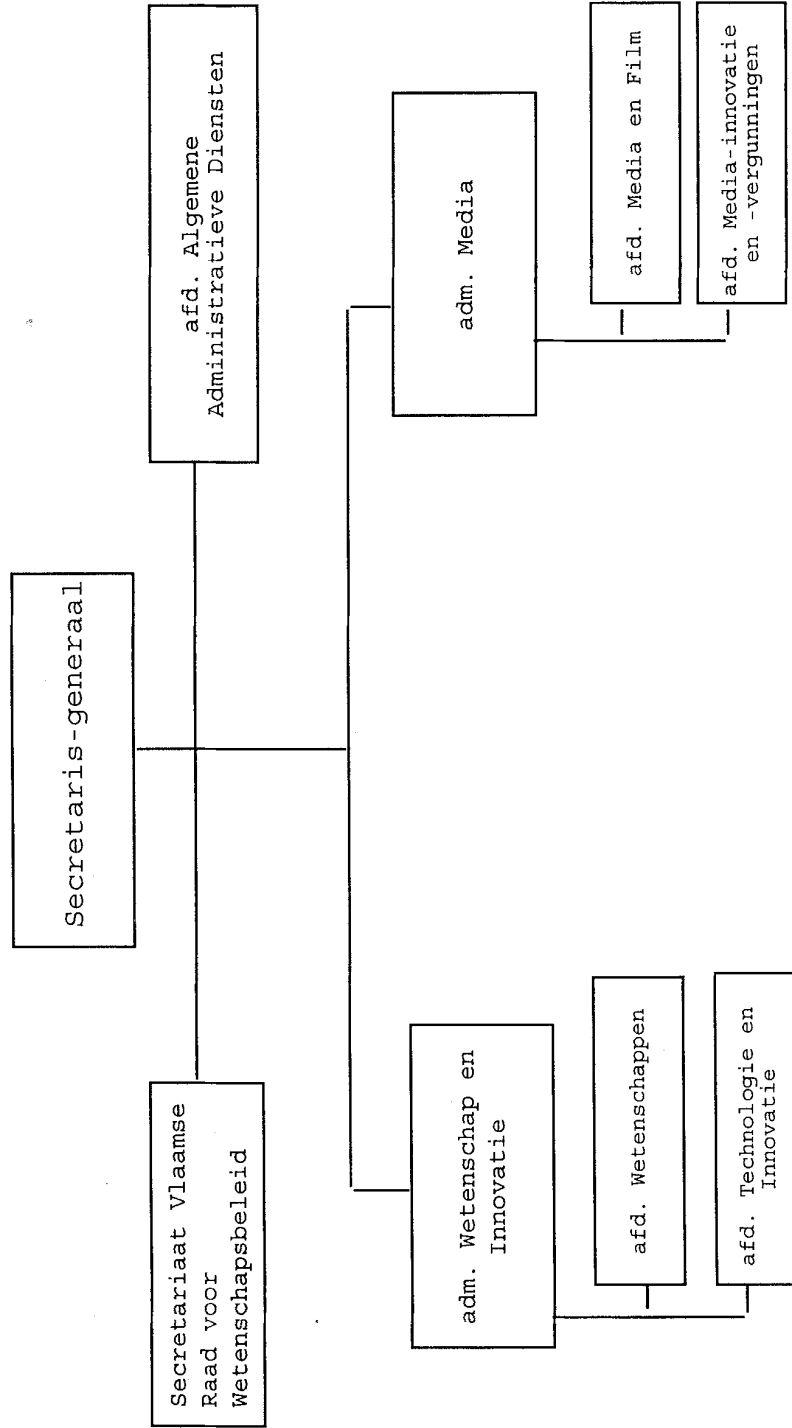 Secretaris-generaal
Secretariaat Vlaamse
Raad voor
Wetenschapsbeleid
afd. Algemene
Administratieve Diensten
adm. Wetenschap en
Innovatie
afd. Wetenschappen
afd. Technologie en
Innovatie
adm. Media
afd. Media en Film
afd. Media-innovatie
en -vergunningen